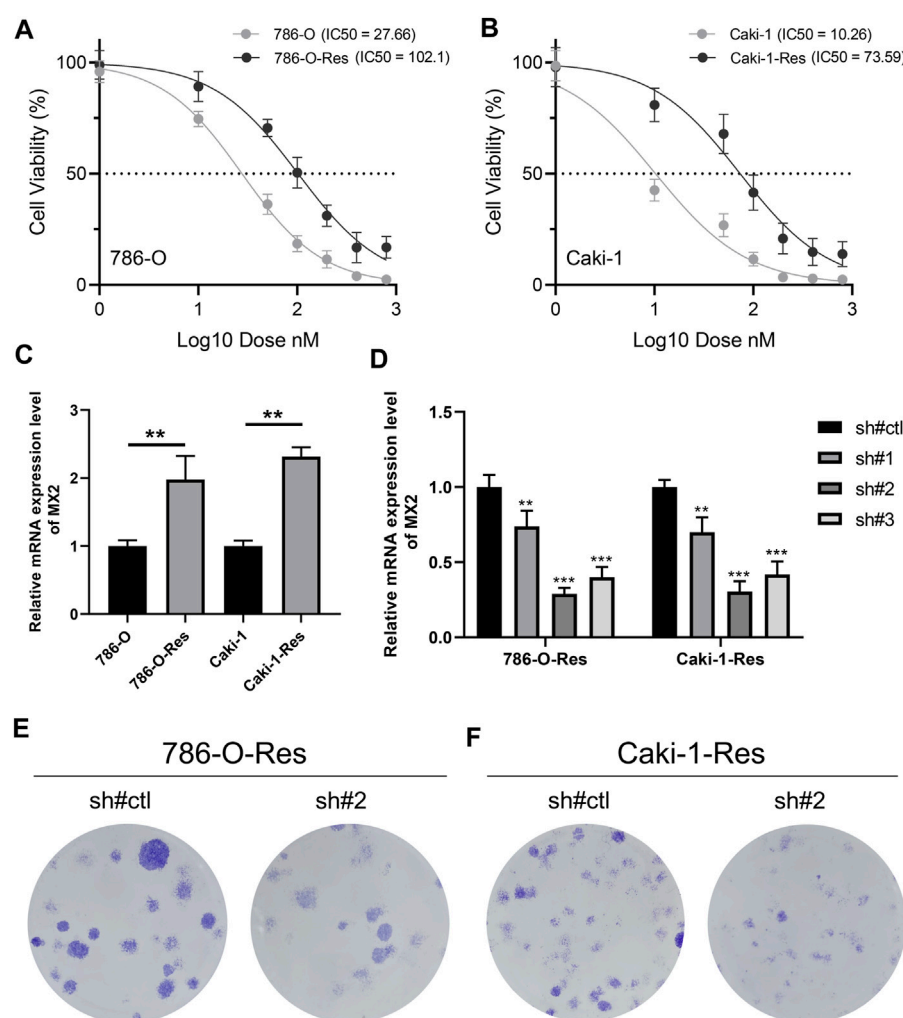 A
786-O (IC50 = 27.66)
786-O-Res (IC50 = 102.1)
100
50
0
Cell Viability (%)
786-O
0 1 2 3
Log10 Dose nM
B
Caki-1 (IC50 = 10.26)
Caki-1-Res (IC50 = 73.59)
100
50
0
Cell Viability (%)
Caki-1
0 1 2 3
Log10 Dose nM
C
Relative mRNA expression level
of MX2
3
2
1
0
**
**
786-O
786-O-Res
Caki-1
Caki-1-Res
D
Relative mRNA expression level
of MX2
1.5
1.0
0.5
0.0
**
***
***
**
***
***
786-O-Res
Caki-1-Res
sh#ctl
sh#1
sh#2
sh#3
E
786-O-Res
sh#ctl
sh#2
F
Caki-1-Res
sh#ctl
sh#2